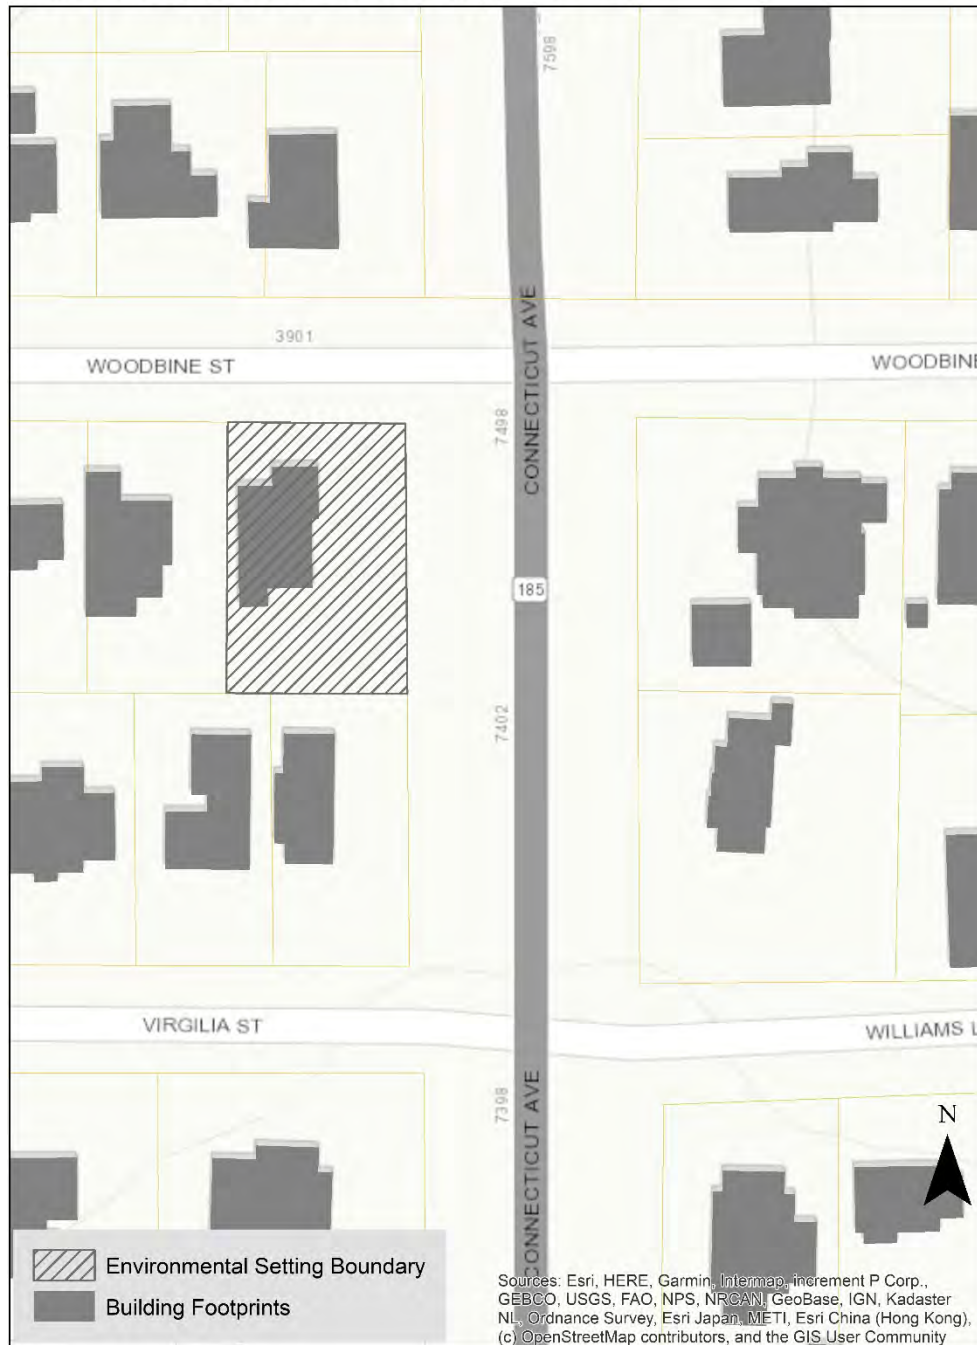 7598
CONNECTICUT AVE
3901
WOODBINE ST
WOODBINE
7498
185
7402
VIRGILIA ST
WILLIAMS L
7398
CONNECTICUT AVE
N
Environmental Setting Boundary
Building Footprints
Sources: Esri, HERE, Garmin, Intermap, increment P Corp.,
GEBCO, USGS, FAO, NPS, NRCAN, GeoBase, IGN, Kadaster
NL, Ordnance Survey, Esri Japan, METI, Esri China (Hong Kong),
(c) OpenStreetMap contributors, and the GIS User Community